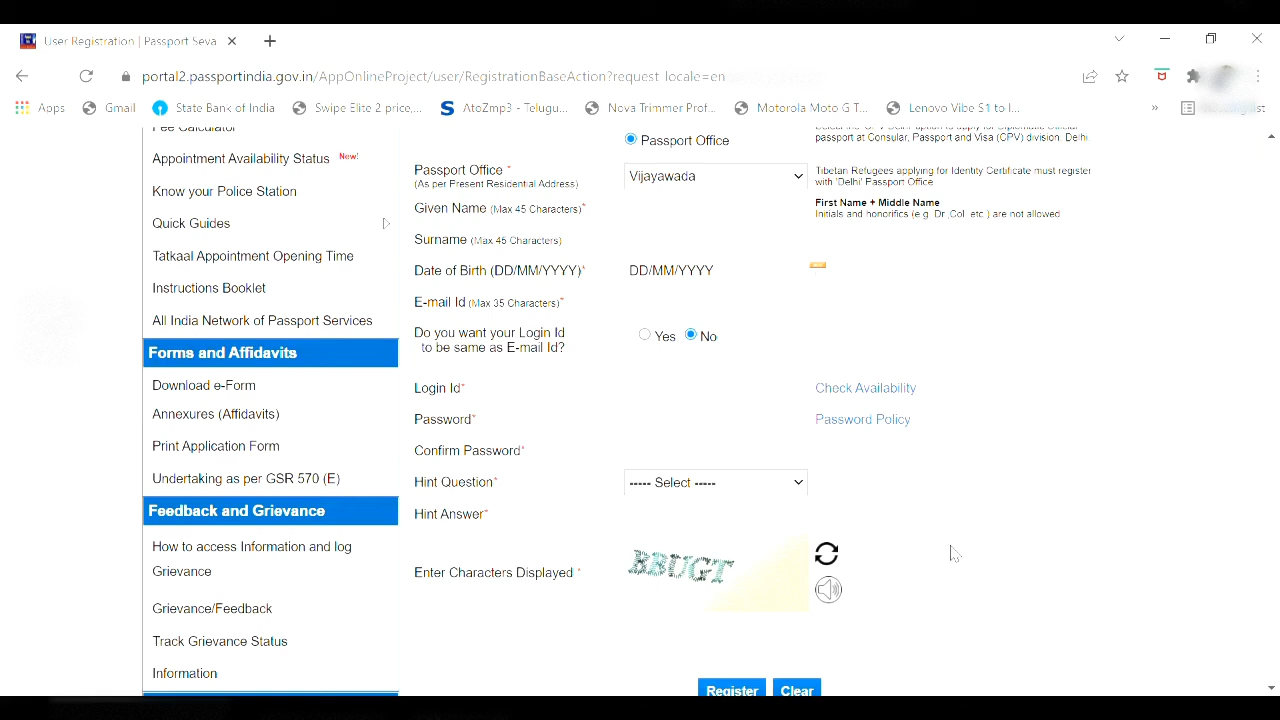 User Registration | Passport Seva
portal2.passportindia.gov.in/AppOnlineProject/user/RegistrationBaseAction?request_locale=en
Apps Gmail State Bank of India Swipe Elite 2 price,... AtoZmp3 - Telugu... Nova Trimmer Prof... Motorola Moto G T... Lenovo Vibe S1 to l... »
Fee Calculator
Appointment Availability Status New!
Know your Police Station
Quick Guides
Tatkaal Appointment Opening Time
Instructions Booklet
All India Network of Passport Services
Forms and Affidavits
Download e-Form
Annexures (Affidavits)
Print Application Form
Undertaking as per GSR 570 (E)
Feedback and Grievance
How to access Information and log
Grievance
Grievance/Feedback
Track Grievance Status
Information
Passport Office
passport at Consular, Passport and Visa (CPV) division, Delhi
Passport Office *
(As per Present Residential Address)
Vijayawada
Tibetan Refugees applying for Identity Certificate must register
with 'Delhi' Passport Office
Given Name (Max 45 Characters)*
First Name + Middle Name
Initials and honorifics (e.g. Dr.,Col. etc.) are not allowed
Surname (Max 45 Characters)
Date of Birth (DD/MM/YYYY)* DD/MM/YYYY
E-mail Id (Max 35 Characters)*
Do you want your Login Id
to be same as E-mail Id?
Yes No
Login Id* Check Availability
Password* Password Policy
Confirm Password*
Hint Question* ----- Select -----
Hint Answer*
Enter Characters Displayed *
Register Clear